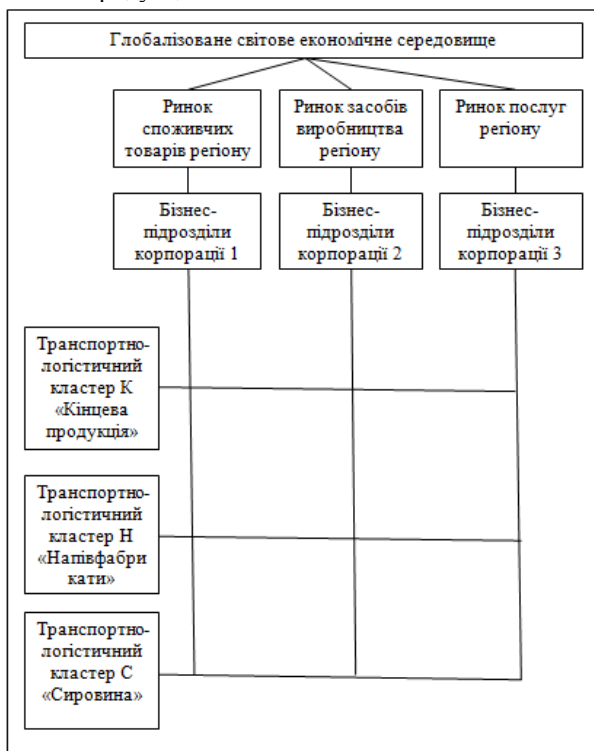 Глобалізоване світове економічне середовище
Ринок
споживчих
товарів регіону
Ринок засобів
виробництва
регіону
Ринок послуг
регіону
Бізнес-
підрозділи
корпорації 1
Бізнес-
підрозділи
корпорації 2
Бізнес-
підрозділи
корпорації 3
Транспортно-
логістичний
кластер К
«Кінцева
продукція»
Транспортно-
логістичний
кластер Н
«Напівфабри
кати»
Транспортно-
логістичний
кластер С
«Сировина»